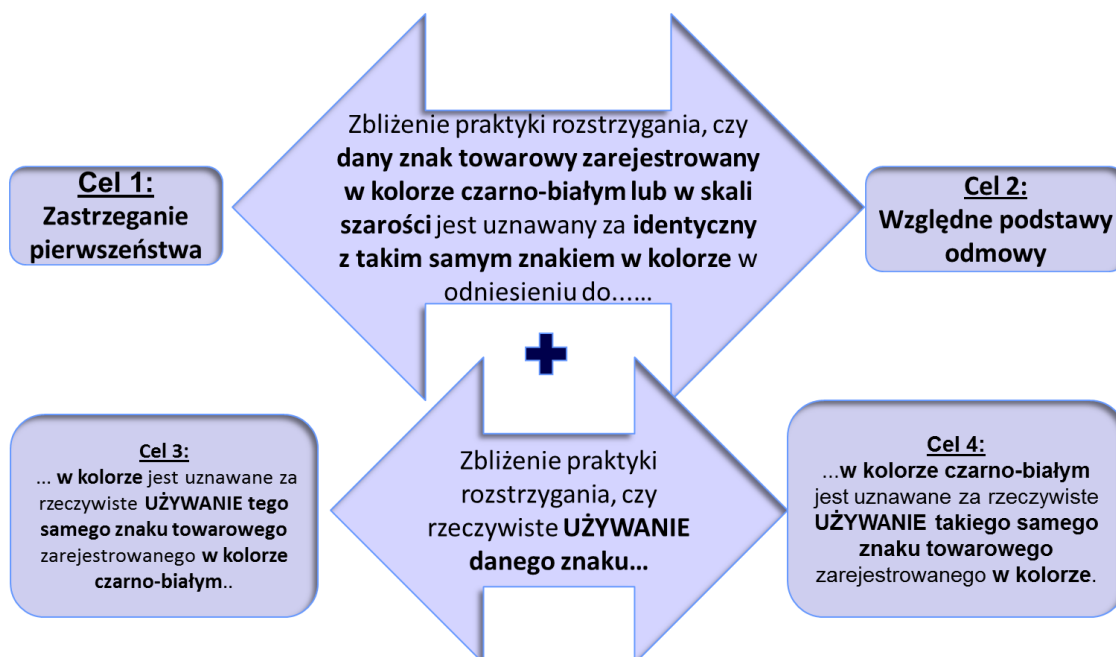 Zbliżenie praktyki rozstrzygania, czy
dany znak towarowy zarejestrowany
w kolorze czarno-białym lub w skali
szarości jest uznawany za identyczny
z takim samym znakiem w kolorze w
odniesieniu do......
Cel 1:
Zastrzeganie
pierwszeństwa
Cel 2:
Względne podstawy
odmowy
Cel 3:
... w kolorze jest uznawane za
rzeczywiste UŻYWANIE tego
samego znaku towarowego
zarejestrowanego w kolorze
czarno-białym..
Zbliżenie praktyki
rozstrzygania, czy
rzeczywiste UŻYWANIE
danego znaku...
Cel 4:
...w kolorze czarno-białym
jest uznawane za rzeczywiste
UŻYWANIE takiego samego
znaku towarowego
zarejestrowanego w kolorze.